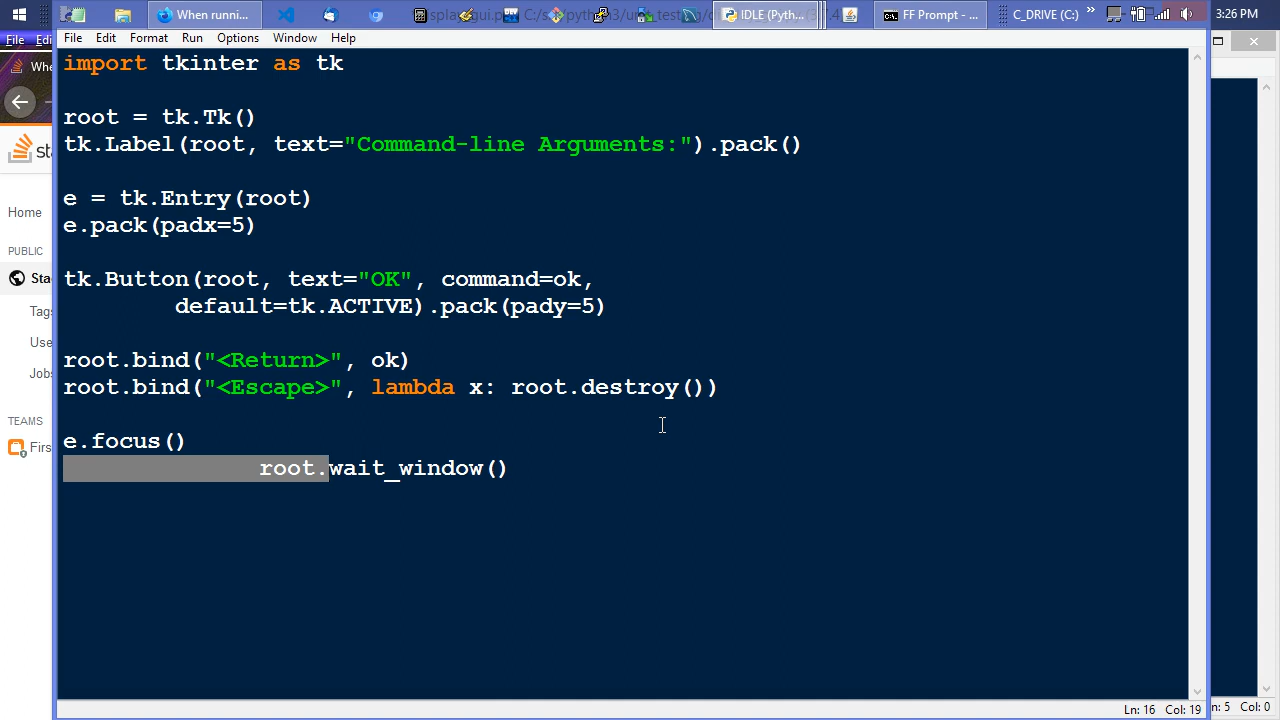 When runni...
IDLE (Pyth...
FF Prompt - ...
C_DRIVE (C:)
3:26 PM
File
Edi
File Edit Format Run Options Window Help
import tkinter as tk
root = tk.Tk()
tk.Label(root, text="Command-line Arguments:").pack()
e = tk.Entry(root)
e.pack(padx=5)
tk.Button(root, text="OK", command=ok,
default=tk.ACTIVE).pack(pady=5)
root.bind("<Return>", ok)
root.bind("<Escape>", lambda x: root.destroy())
e.focus()
root.wait_window()
Whe
sta
Home
PUBLIC
Sta
Tags
Use
Jobs
TEAMS
Firs
Ln: 16 Col: 19
n: 5 Col: 0